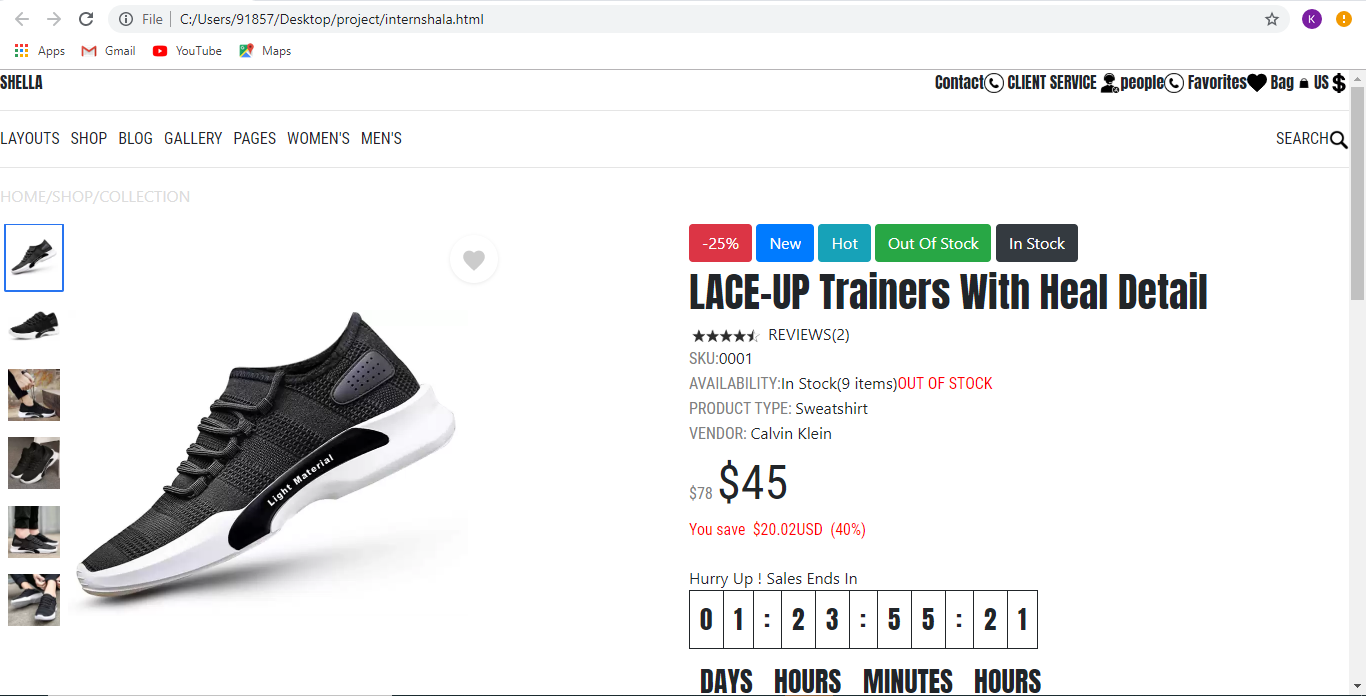 File C:/Users/91857/Desktop/project/internshala.html K
Apps Gmail YouTube Maps
SHELLA Contact CLIENT SERVICE people Favorites Bag US $
LAYOUTS SHOP BLOG GALLERY PAGES WOMEN'S MEN'S SEARCH
HOME/SHOP/COLLECTION
-25% New Hot Out Of Stock In Stock
LACE-UP Trainers With Heal Detail
REVIEWS(2)
SKU:0001
AVAILABILITY:In Stock(9 items)OUT OF STOCK
PRODUCT TYPE: Sweatshirt
VENDOR: Calvin Klein
$78 $45
Light Material
You save $20.02USD (40%)
Hurry Up ! Sales Ends In
0 1 : 2 3 : 5 5 : 2 1
DAYS HOURS MINUTES HOURS